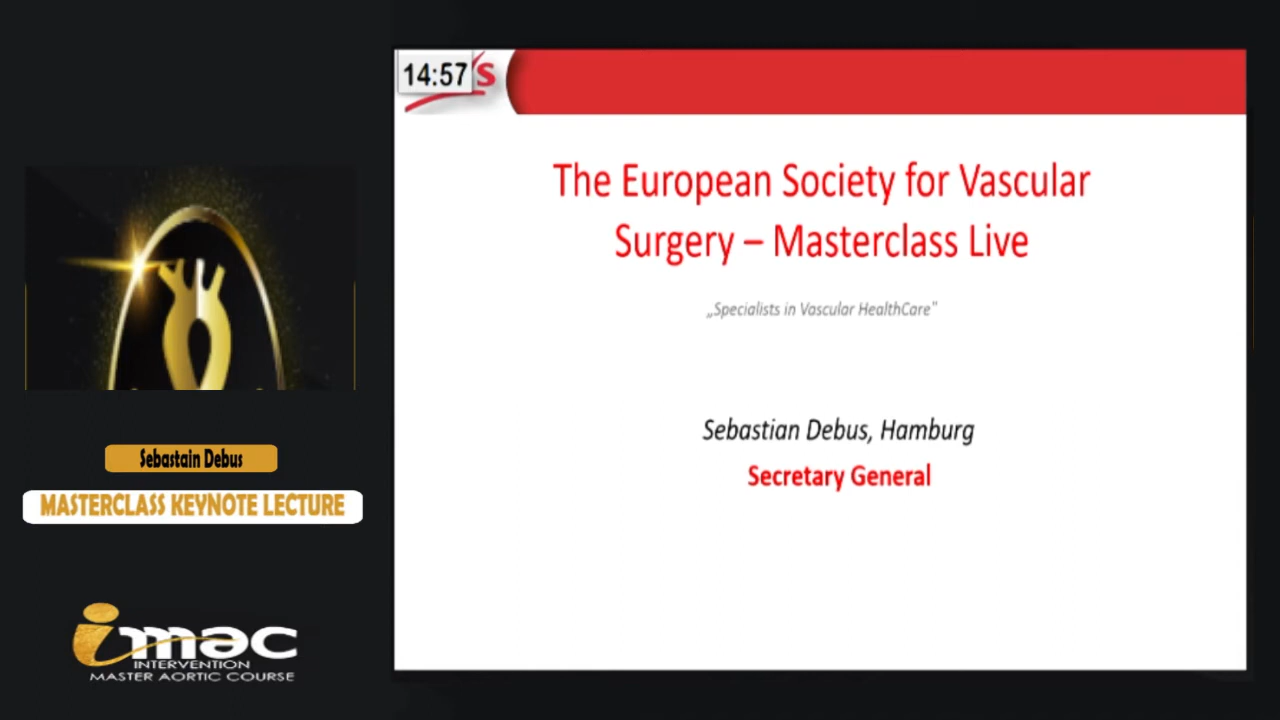 14:57
s
The European Society for Vascular
Surgery – Masterclass Live
„Specialists in Vascular HealthCare"
Sebastian Debus, Hamburg
Secretary General
Sebastain Debus
MASTERCLASS KEYNOTE LECTURE
imac
INTERVENTION
MASTER AORTIC COURSE